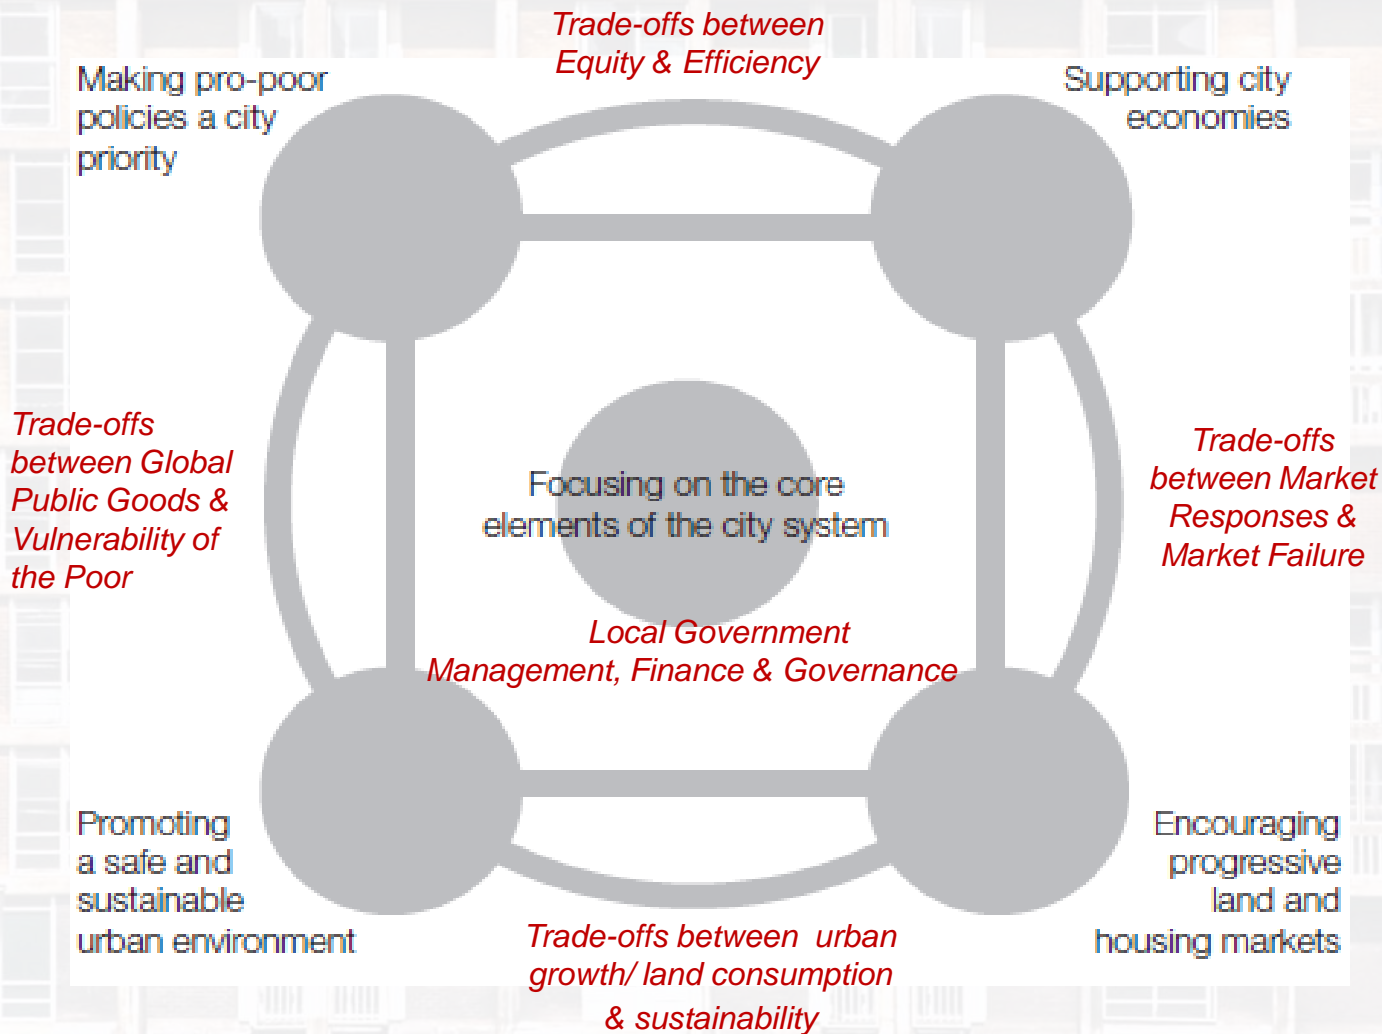 Trade-offs between
Equity & Efficiency
Making pro-poor
policies a city
priority
Supporting city
economies
Trade-offs
between Global
Public Goods &
Vulnerability of
the Poor
Focusing on the core
elements of the city system
Trade-offs
between Market
Responses &
Market Failure
Local Government
Management, Finance & Governance
Promoting
a safe and
sustainable
urban environment
Encouraging
progressive
land and
housing markets
Trade-offs between urban
growth/ land consumption
& sustainability